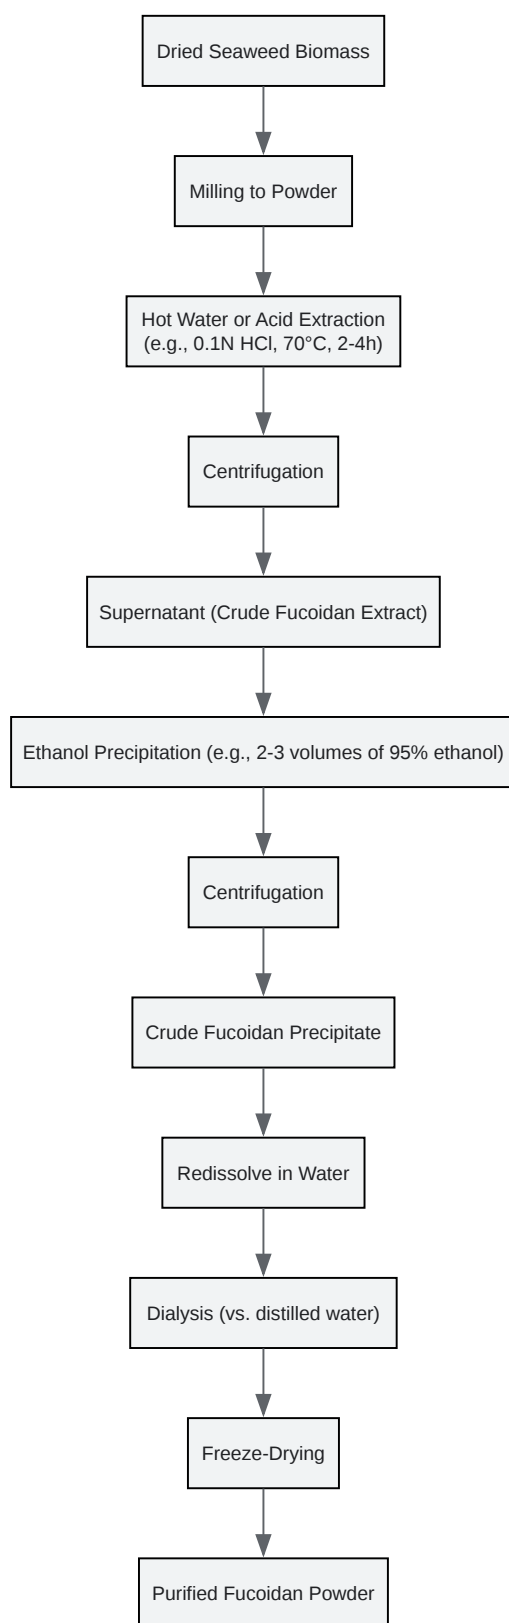 Dried Seaweed Biomass
Milling to Powder
Hot Water or Acid Extraction
(e.g., 0.1N HCl, 70°C, 2-4h)
Centrifugation
Supernatant (Crude Fucoidan Extract)
Ethanol Precipitation (e.g., 2-3 volumes of 95% ethanol)
Centrifugation
Crude Fucoidan Precipitate
Redissolve in Water
Dialysis (vs. distilled water)
Freeze-Drying
Purified Fucoidan Powder